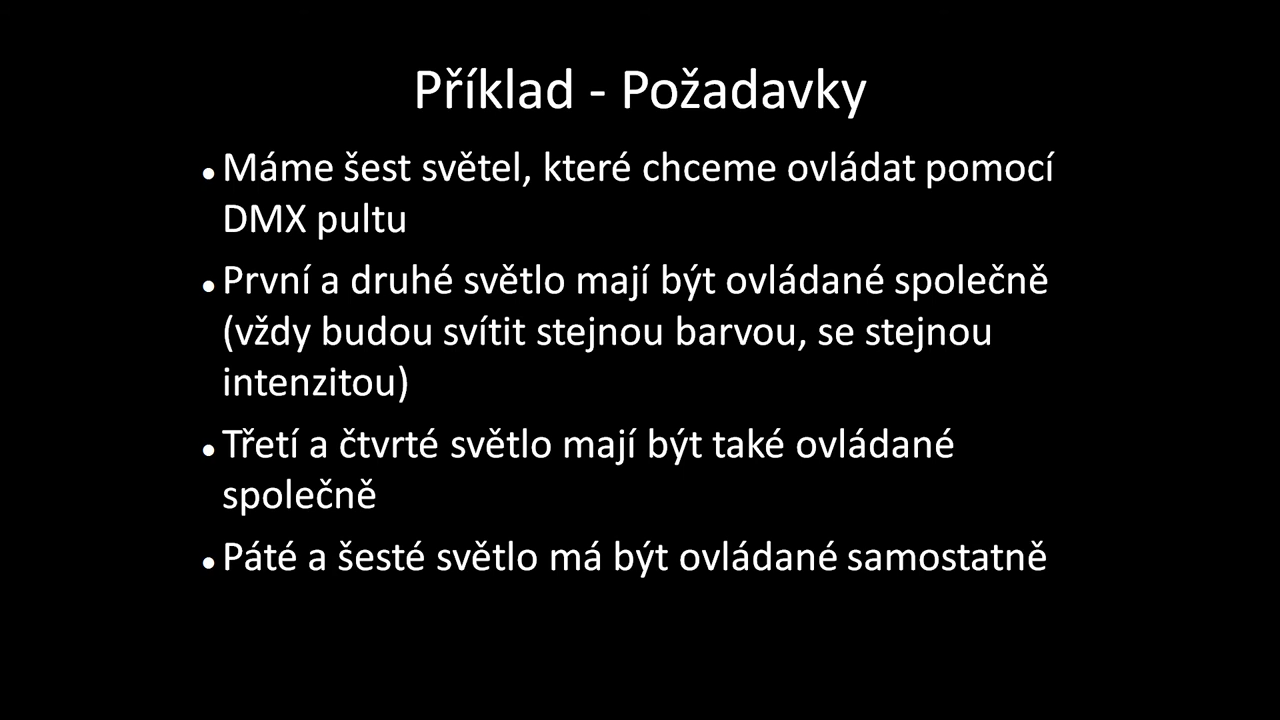 Příklad - Požadavky
● Máme šest světel, které chceme ovládat pomocí
DMX pultu
● První a druhé světlo mají být ovládané společně
(vždy budou svítit stejnou barvou, se stejnou
intenzitou)
● Třetí a čtvrté světlo mají být také ovládané
společně
● Páté a šesté světlo má být ovládané samostatně